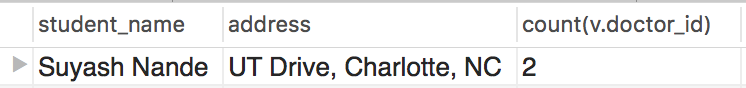 student_name address count(v.doctor_id)
Suyash Nande UT Drive, Charlotte, NC 2